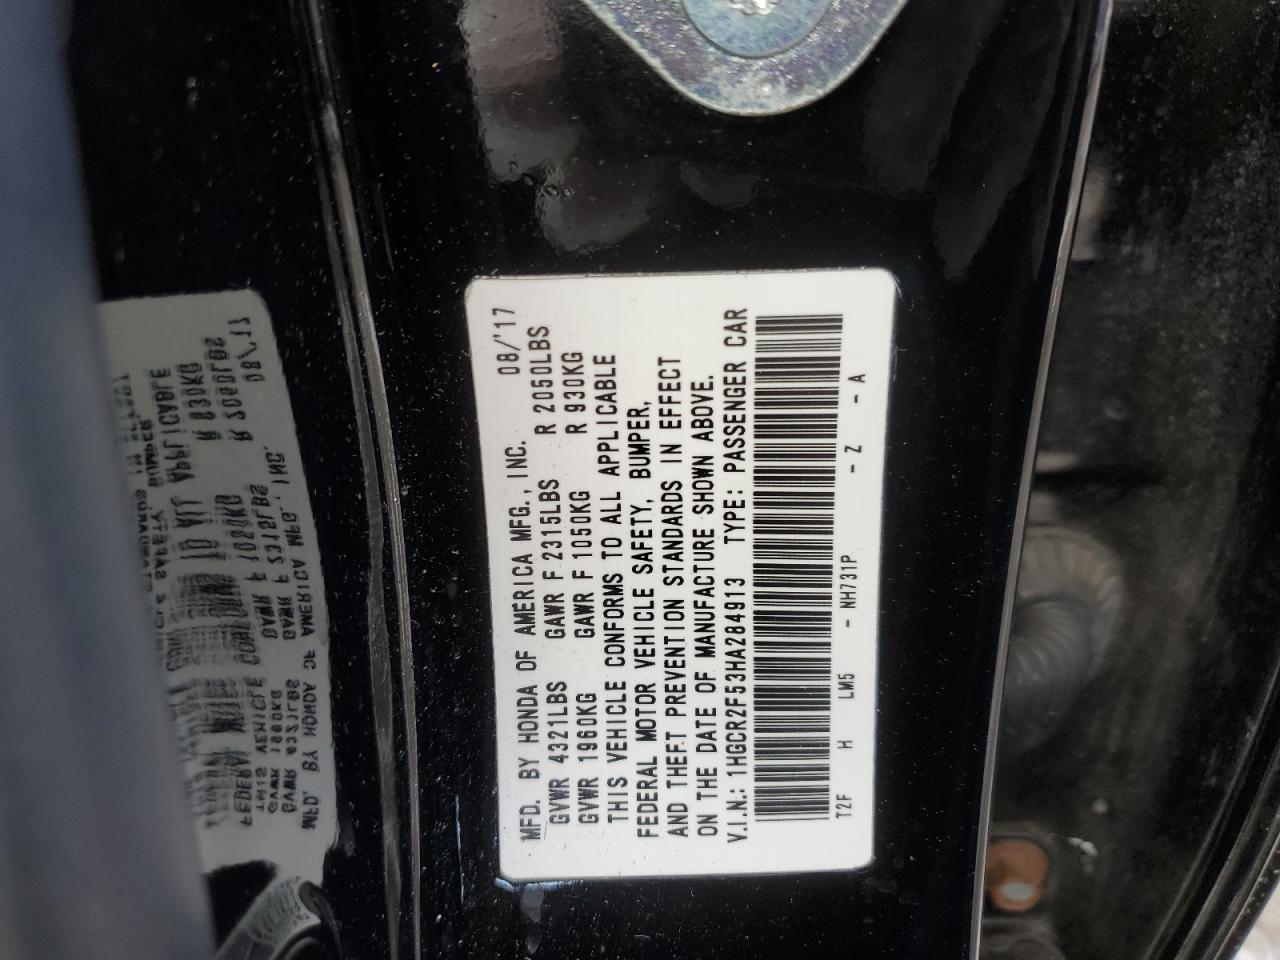 MFD. BY HONDA OF AMERICA MFG., INC. 08/'17
GVWR 4321LBS GAWR F 2315LBS R 2050LBS
GVWR 1960KG GAWR F 1050KG R 930KG
THIS VEHICLE CONFORMS TO ALL APPLICABLE
FEDERAL MOTOR VEHICLE SAFETY, BUMPER,
AND THEFT PREVENTION STANDARDS IN EFFECT
ON THE DATE OF MANUFACTURE SHOWN ABOVE.
V.I.N.: 1HGCR2F53HA284913 TYPE: PASSENGER CAR
T2F H LW5 - NH731P - Z - A